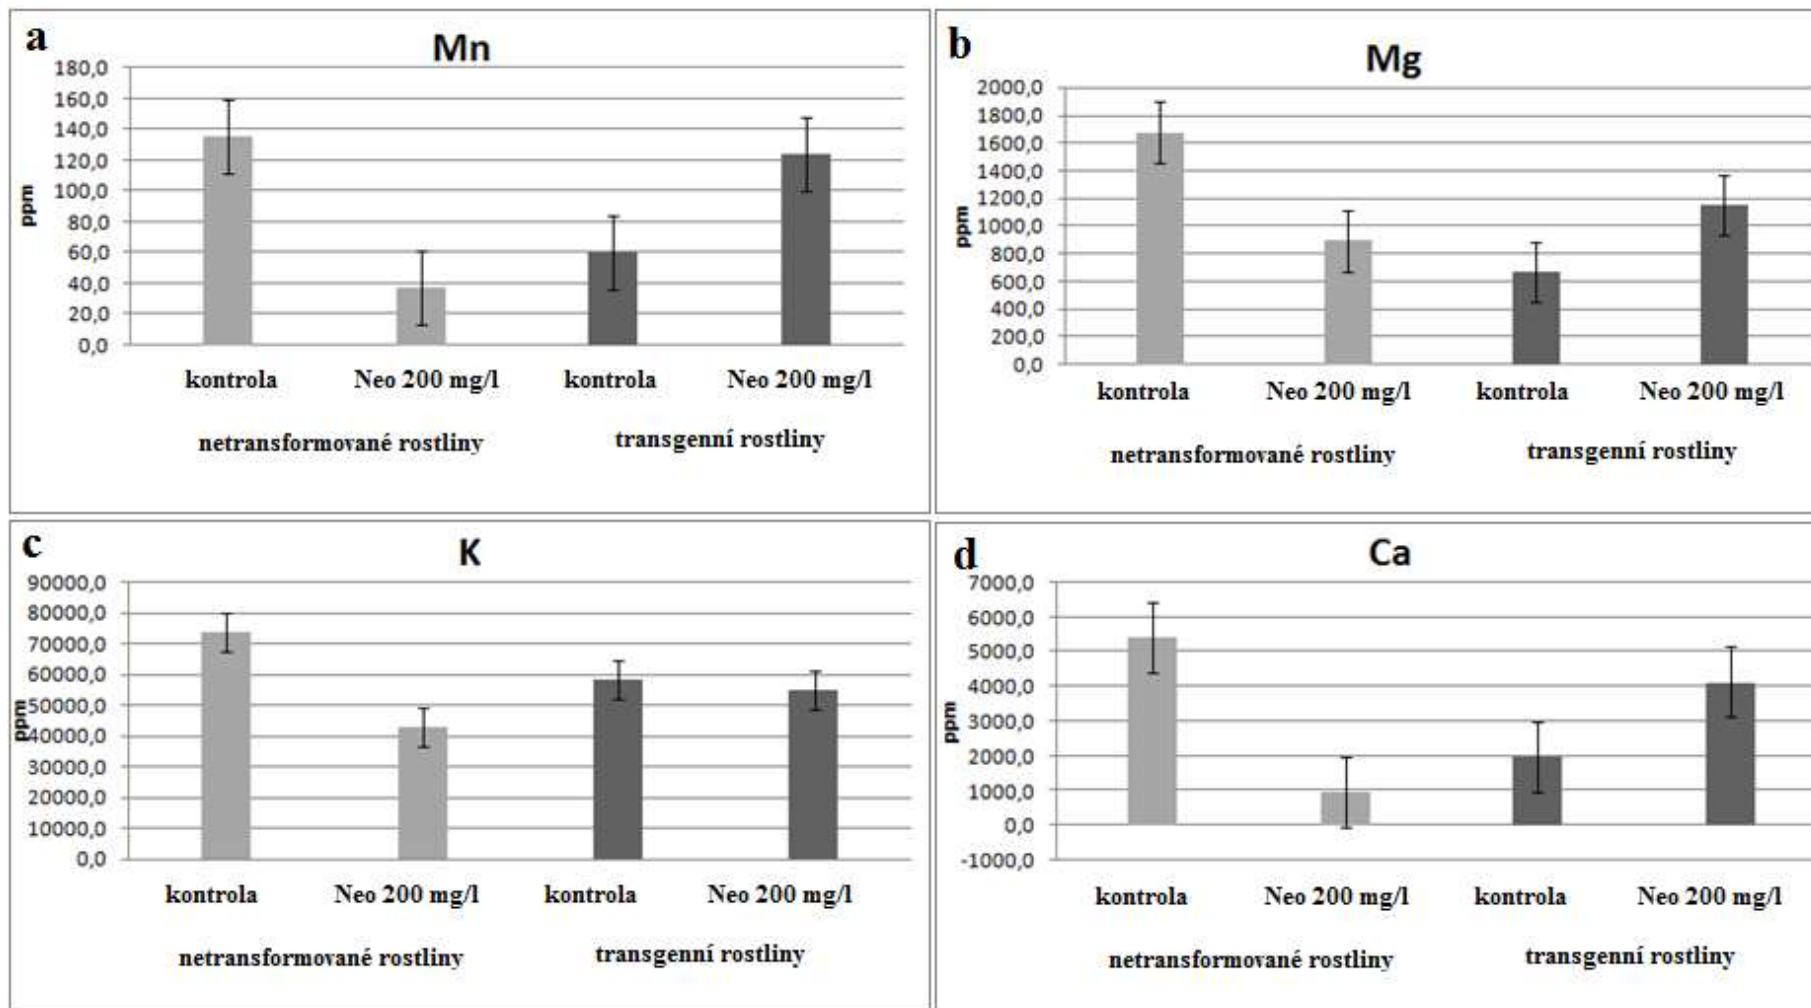 a
Mn
180,0
160,0
140,0
120,0
100,0
80,0
60,0
40,0
20,0
0,0
ppm
kontrola Neo 200 mg/l kontrola Neo 200 mg/l
netransformované rostliny transgenní rostliny
b
Mg
2000,0
1800,0
1600,0
1400,0
1200,0
1000,0
800,0
600,0
400,0
200,0
0,0
ppm
kontrola Neo 200 mg/l kontrola Neo 200 mg/l
netransformované rostliny transgenní rostliny
c
K
90000,0
80000,0
70000,0
60000,0
50000,0
40000,0
30000,0
20000,0
10000,0
0,0
ppm
kontrola Neo 200 mg/l kontrola Neo 200 mg/l
netransformované rostliny transgenní rostliny
d
Ca
7000,0
6000,0
5000,0
4000,0
3000,0
2000,0
1000,0
0,0
-1000,0
ppm
kontrola Neo 200 mg/l kontrola Neo 200 mg/l
netransformované rostliny transgenní rostliny